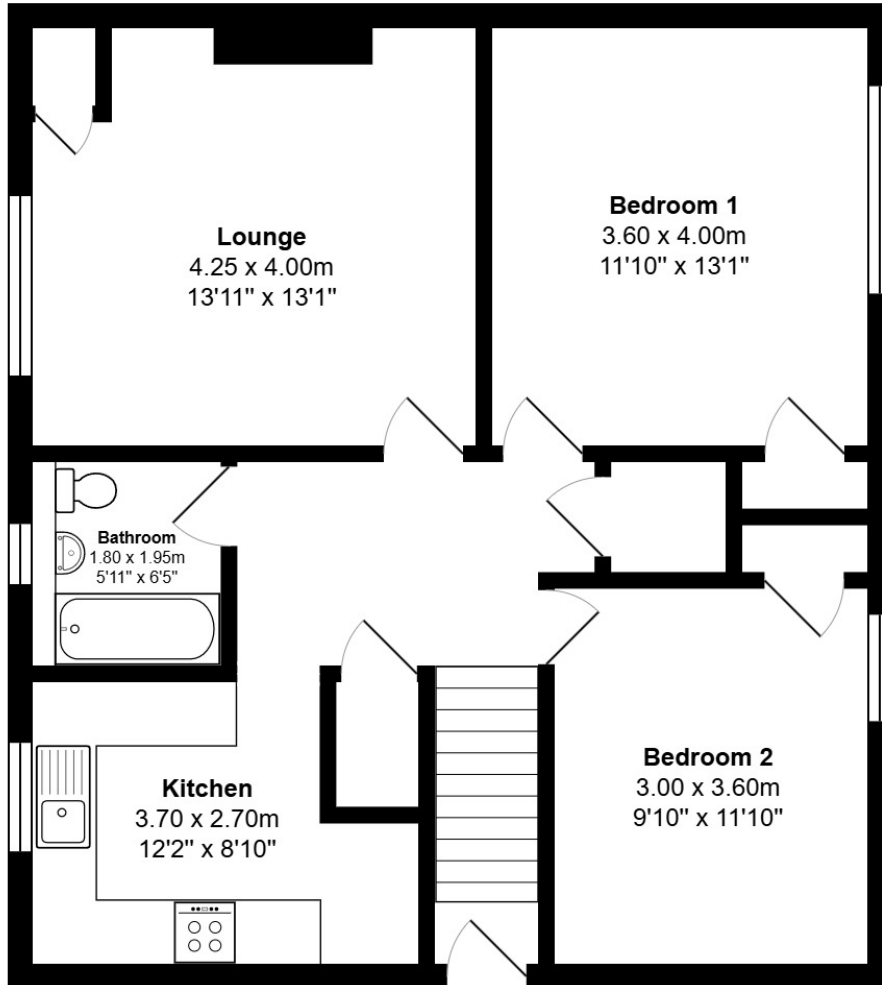 Lounge
4.25 x 4.00m
13'11" x 13'1"
Bedroom 1
3.60 x 4.00m
11'10" x 13'1"
Bathroom
1.80 x 1.95m
5'11" x 6'5"
Kitchen
3.70 x 2.70m
12'2" x 8'10"
Bedroom 2
3.00 x 3.60m
9'10" x 11'10"